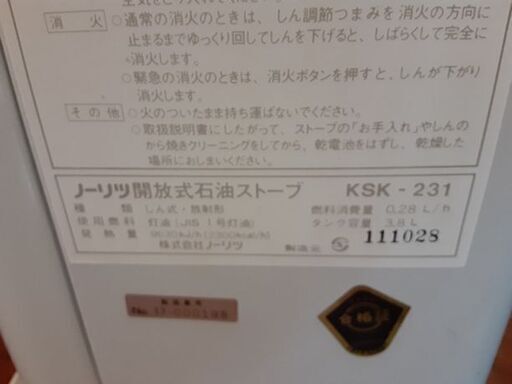 消火
○通常の消火のときは、しん調節つまみを消火の方向に
止まるまでゆっくり回してしんを下げると、しばらくして完全に
消火します。
○緊急の消火のときは、消火ボタンを押すと、しんが下がり
消火します。
その他
○火のついたまま持ち運ばないでください。
○取扱説明書にしたがって、ストーブの「お手入れ」やしんの
から焼きクリーニングをしてから、乾電池をはずし、乾燥した
場所におしまいください。
ノーリツ開放式石油ストーブ KSK-231
種類 しん式・放射形
燃料消費量 0.28L/h
使用燃料 灯油(JIS 1号灯油)
タンク容量 3.8L
発熱量 9630kJ/h(2300kcal/h)
111028
株式会社ノーリツ 製造元
製造番号
No. 17-000198
合格